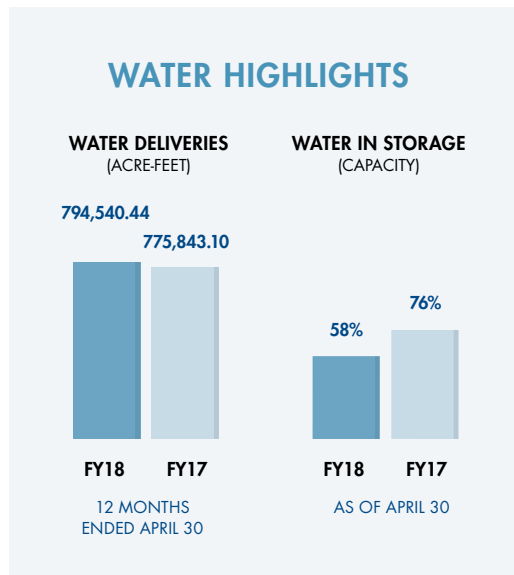 WATER HIGHLIGHTS
WATER DELIVERIES
(ACRE-FEET)
794,540.44
775,843.10
FY18 FY17
12 MONTHS
ENDED APRIL 30
WATER IN STORAGE
(CAPACITY)
58%
76%
FY18 FY17
AS OF APRIL 30